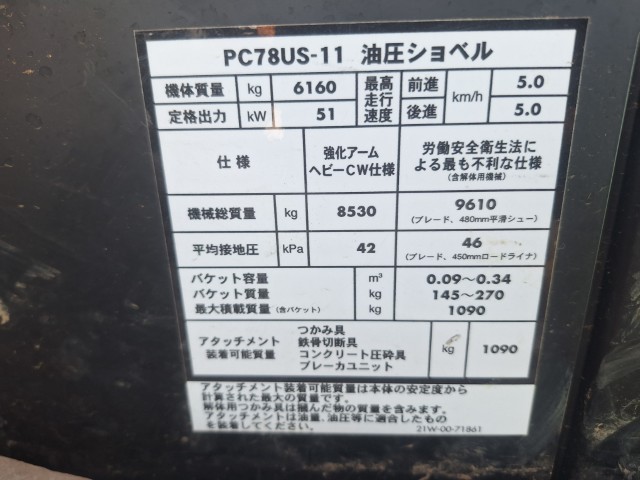 PC78US-11 油圧ショベル
機体質量 kg 6160 最高走行速度 前進 km/h 5.0
定格出力 kW 51 後進 5.0
仕様 強化アーム ヘビーCW仕様 労働安全衛生法による最も不利な仕様 (含解体用機械)
機械総質量 kg 8530 9610 (ブレード、480mm平滑シュー)
平均接地圧 kPa 42 46 (ブレード、450mmロードライナ)
バケット容量 m³ 0.09～0.34
バケット質量 kg 145～270
最大積載質量 (含バケット) kg 1090
アタッチメント装着可能質量 つかみ具 鉄骨切断具 コンクリート圧砕具 ブレーカユニット kg 1090
アタッチメント装着可能質量は本体の安定度から
計算された最大の質量です。
解体用つかみ具は掴んだ物の質量を含みます。
アタッチメントは油量、油圧等に適合したもの
を装着してください。 21W-00-71861